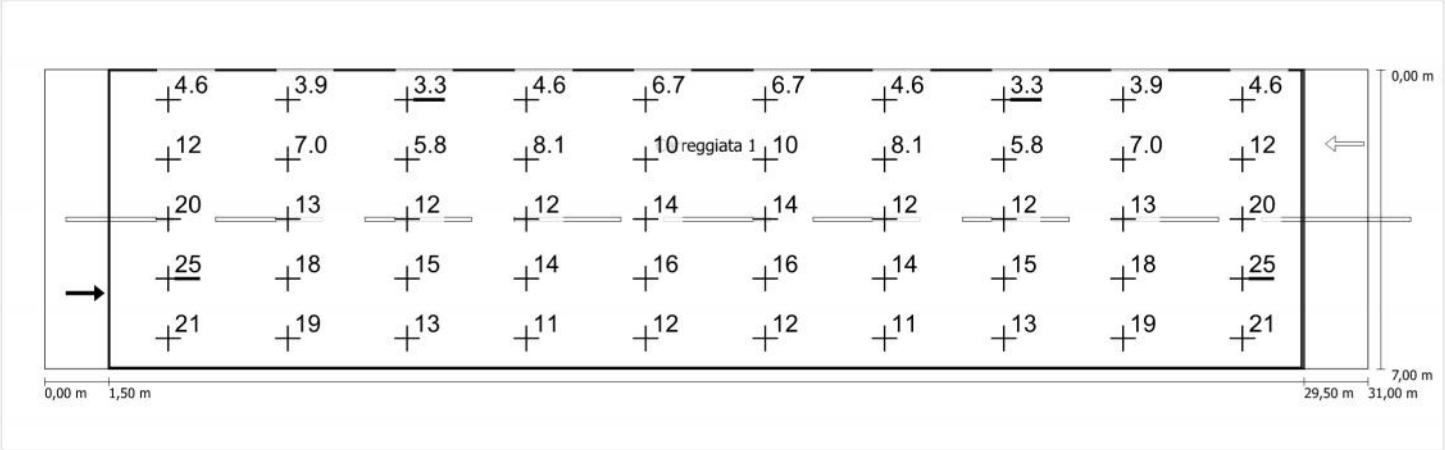 4.6 3.9 3.3 4.6 6.7 6.7 4.6 3.3 3.9 4.6
0,00 m
12 7.0 5.8 8.1 10 reggiata 1 10 8.1 5.8 7.0 12
20 13 12 12 14 14 12 12 13 20
25 18 15 14 16 16 14 15 18 25
21 19 13 11 12 12 11 13 19 21
7,00 m
0,00 m 1,50 m 29,50 m 31,00 m